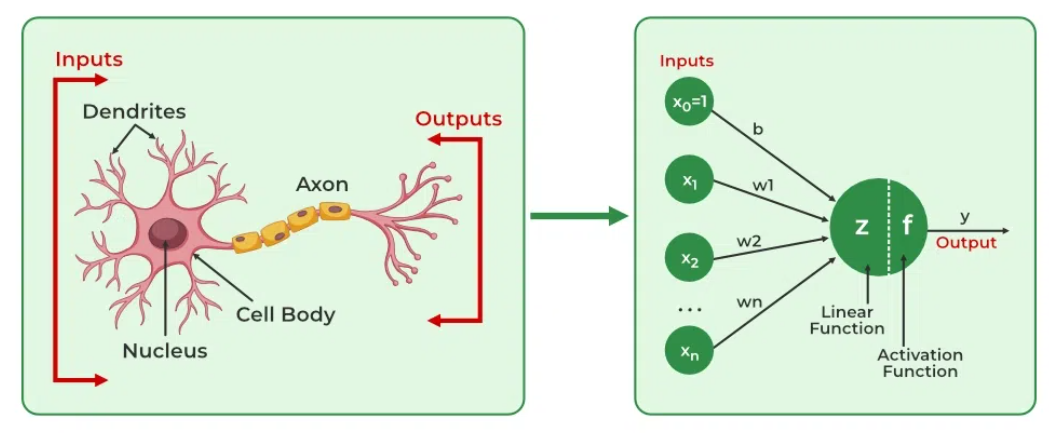 Inputs
Dendrites
Outputs
Axon
Cell Body
Nucleus
Inputs
x₀=1
b
x₁
w1
x₂
w2
...
wn
xₙ
z
f
y
Output
Linear
Function
Activation
Function